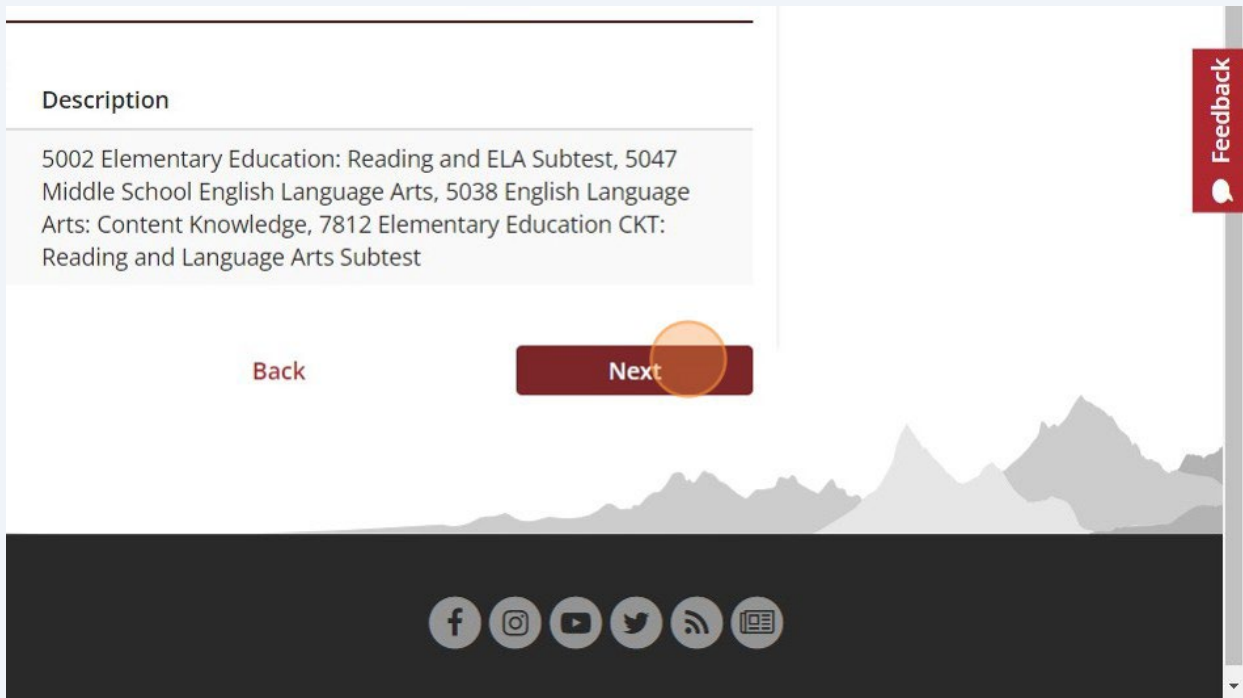 Feedback
Description
5002 Elementary Education: Reading and ELA Subtest, 5047
Middle School English Language Arts, 5038 English Language
Arts: Content Knowledge, 7812 Elementary Education CKT:
Reading and Language Arts Subtest
Back
Next